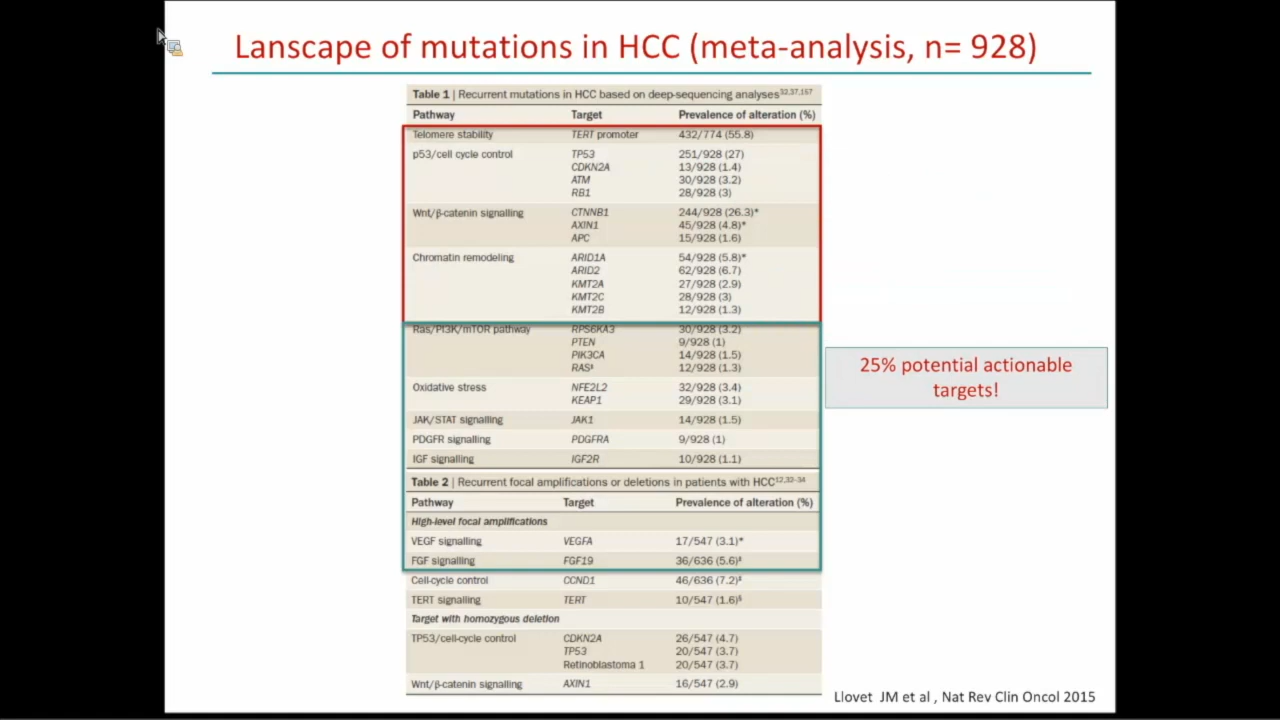 Lanscape of mutations in HCC (meta-analysis, n= 928)
Table 1 | Recurrent mutations in HCC based on deep-sequencing analyses32,37,157
Pathway Target Prevalence of alteration (%)
Telomere stability TERT promoter 432/774 (55.8)
p53/cell cycle control TP53 251/928 (27)
CDKN2A 13/928 (1.4)
ATM 30/928 (3.2)
RB1 28/928 (3)
Wnt/β-catenin signalling CTNNB1 244/928 (26.3)*
AXIN1 45/928 (4.8)*
APC 15/928 (1.6)
Chromatin remodeling ARID1A 54/928 (5.8)*
ARID2 62/928 (6.7)
KMT2A 27/928 (2.9)
KMT2C 28/928 (3)
KMT2B 12/928 (1.3)
Ras/PI3K/mTOR pathway RPS6KA3 30/928 (3.2)
PTEN 9/928 (1)
PIK3CA 14/928 (1.5)
RAS‡ 12/928 (1.3)
Oxidative stress NFE2L2 32/928 (3.4)
KEAP1 29/928 (3.1)
JAK/STAT signalling JAK1 14/928 (1.5)
PDGFR signalling PDGFRA 9/928 (1)
IGF signalling IGF2R 10/928 (1.1)
25% potential actionable
targets!
Table 2 | Recurrent focal amplifications or deletions in patients with HCC12,32–34
Pathway Target Prevalence of alteration (%)
High-level focal amplifications
VEGF signalling VEGFA 17/547 (3.1)*
FGF signalling FGF19 36/636 (5.6)‡
Cell-cycle control CCND1 46/636 (7.2)‡
TERT signalling TERT 10/547 (1.6)§
Target with homozygous deletion
TP53/cell-cycle control CDKN2A 26/547 (4.7)
TP53 20/547 (3.7)
Retinoblastoma 1 20/547 (3.7)
Wnt/β-catenin signalling AXIN1 16/547 (2.9)
Llovet JM et al , Nat Rev Clin Oncol 2015